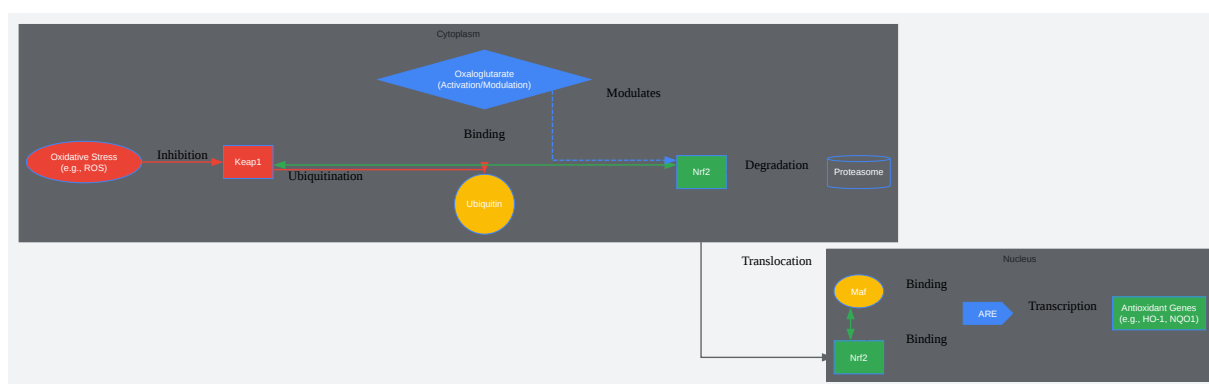 Cytoplasm
Oxaloglutarate
(Activation/Modulation)
Modulates
Binding
Oxidative Stress
(e.g., ROS)
Inhibition
Keap1
Ubiquitination
Ubiquitin
Nrf2
Degradation
Proteasome
Translocation
Nucleus
Maf
Binding
ARE
Transcription
Antioxidant Genes
(e.g., HO-1, NQO1)
Binding
Nrf2